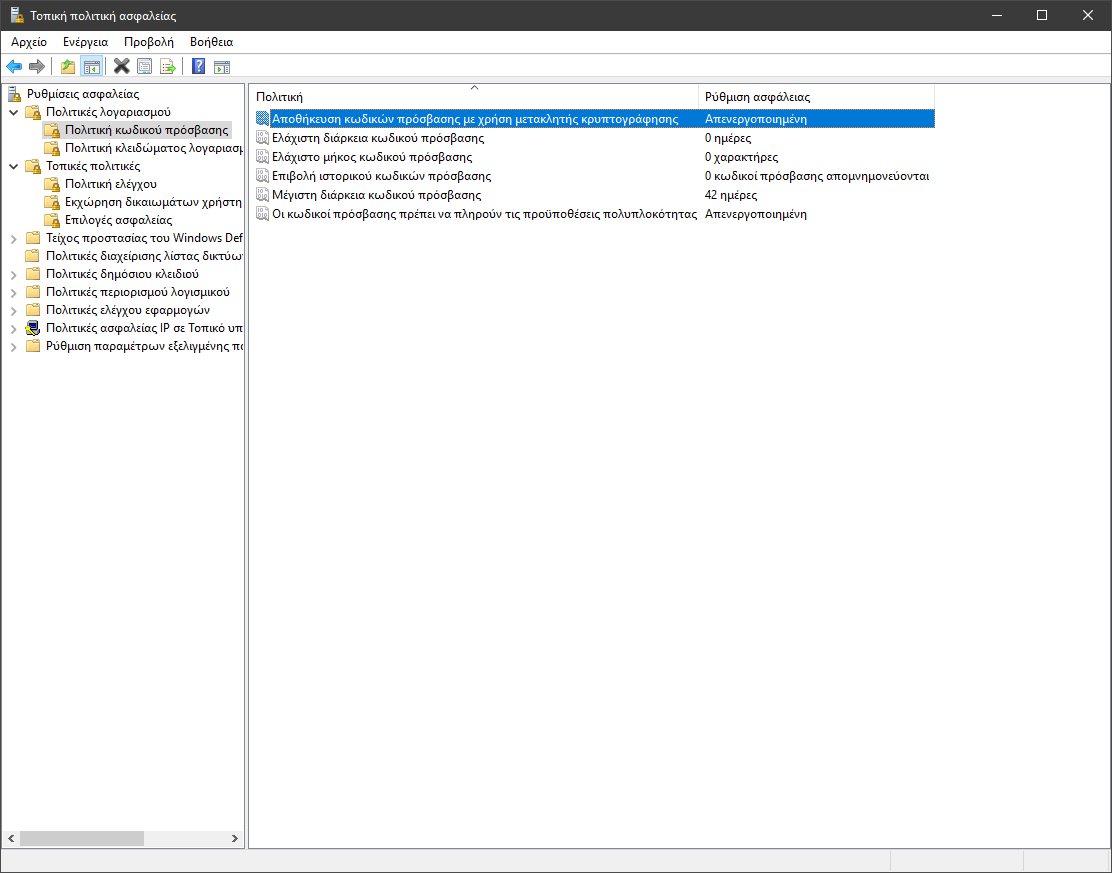 Τοπική πολιτική ασφαλείας
Αρχείο Ενέργεια Προβολή Βοήθεια
Ρυθμίσεις ασφαλείας
Πολιτικές λογαριασμού
Πολιτική κωδικού πρόσβασης
Πολιτική κλειδώματος λογαριασμ
Τοπικές πολιτικές
Πολιτική ελέγχου
Εκχώρηση δικαιωμάτων χρήστη
Επιλογές ασφαλείας
Τείχος προστασίας του Windows Def
Πολιτικές διαχείρισης λίστας δικτύω
Πολιτικές δημόσιου κλειδιού
Πολιτικές περιορισμού λογισμικού
Πολιτικές ελέγχου εφαρμογών
Πολιτικές ασφαλείας IP σε Τοπικό υπ
Ρύθμιση παραμέτρων εξελιγμένης πα
Πολιτική Ρύθμιση ασφάλειας
Αποθήκευση κωδικών πρόσβασης με χρήση μετακλητής κρυπτογράφησης Απενεργοποιημένη
Ελάχιστη διάρκεια κωδικού πρόσβασης 0 ημέρες
Ελάχιστο μήκος κωδικού πρόσβασης 0 χαρακτήρες
Επιβολή ιστορικού κωδικών πρόσβασης 0 κωδικοί πρόσβασης απομνημονεύονται
Μέγιστη διάρκεια κωδικού πρόσβασης 42 ημέρες
Οι κωδικοί πρόσβασης πρέπει να πληρούν τις προϋποθέσεις πολυπλοκότητας Απενεργοποιημένη